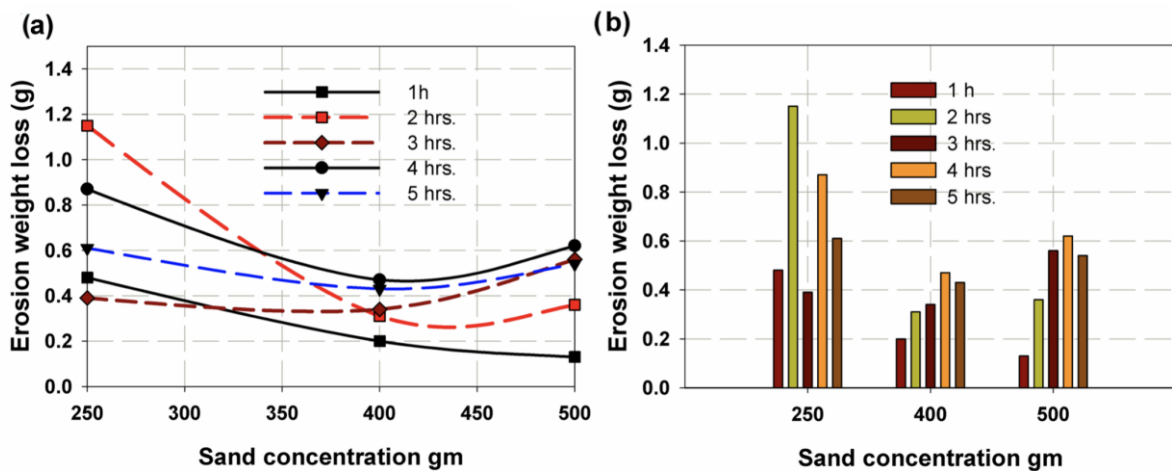 (a)
Erosion weight loss (g)
1.4
1.2
1.0
0.8
0.6
0.4
0.2
0.0
1h
2 hrs.
3 hrs.
4 hrs.
5 hrs.
250 300 350 400 450 500
Sand concentration gm
(b)
Erosion weight loss (g)
1.4
1.2
1.0
0.8
0.6
0.4
0.2
0.0
1 h
2 hrs
3 hrs
4 hrs
5 hrs.
250 400 500
Sand concentration gm